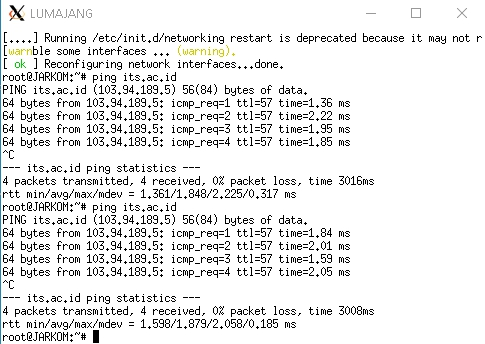 LUMAJANG
[....] Running /etc/init.d/networking restart is deprecated because it may not r
[warnble some interfaces ... (warning).
[ ok ] Reconfiguring network interfaces...done.
root@JARKOM:~# ping its.ac.id
PING its.ac.id (103.94.189.5) 56(84) bytes of data.
64 bytes from 103.94.189.5: icmp_req=1 ttl=57 time=1.36 ms
64 bytes from 103.94.189.5: icmp_req=2 ttl=57 time=2.22 ms
64 bytes from 103.94.189.5: icmp_req=3 ttl=57 time=1.95 ms
64 bytes from 103.94.189.5: icmp_req=4 ttl=57 time=1.85 ms
^C
--- its.ac.id ping statistics ---
4 packets transmitted, 4 received, 0% packet loss, time 3016ms
rtt min/avg/max/mdev = 1.361/1.848/2.225/0.317 ms
root@JARKOM:~# ping its.ac.id
PING its.ac.id (103.94.189.5) 56(84) bytes of data.
64 bytes from 103.94.189.5: icmp_req=1 ttl=57 time=1.84 ms
64 bytes from 103.94.189.5: icmp_req=2 ttl=57 time=2.01 ms
64 bytes from 103.94.189.5: icmp_req=3 ttl=57 time=1.59 ms
64 bytes from 103.94.189.5: icmp_req=4 ttl=57 time=2.05 ms
^C
--- its.ac.id ping statistics ---
4 packets transmitted, 4 received, 0% packet loss, time 3008ms
rtt min/avg/max/mdev = 1.598/1.879/2.058/0.185 ms
root@JARKOM:~#